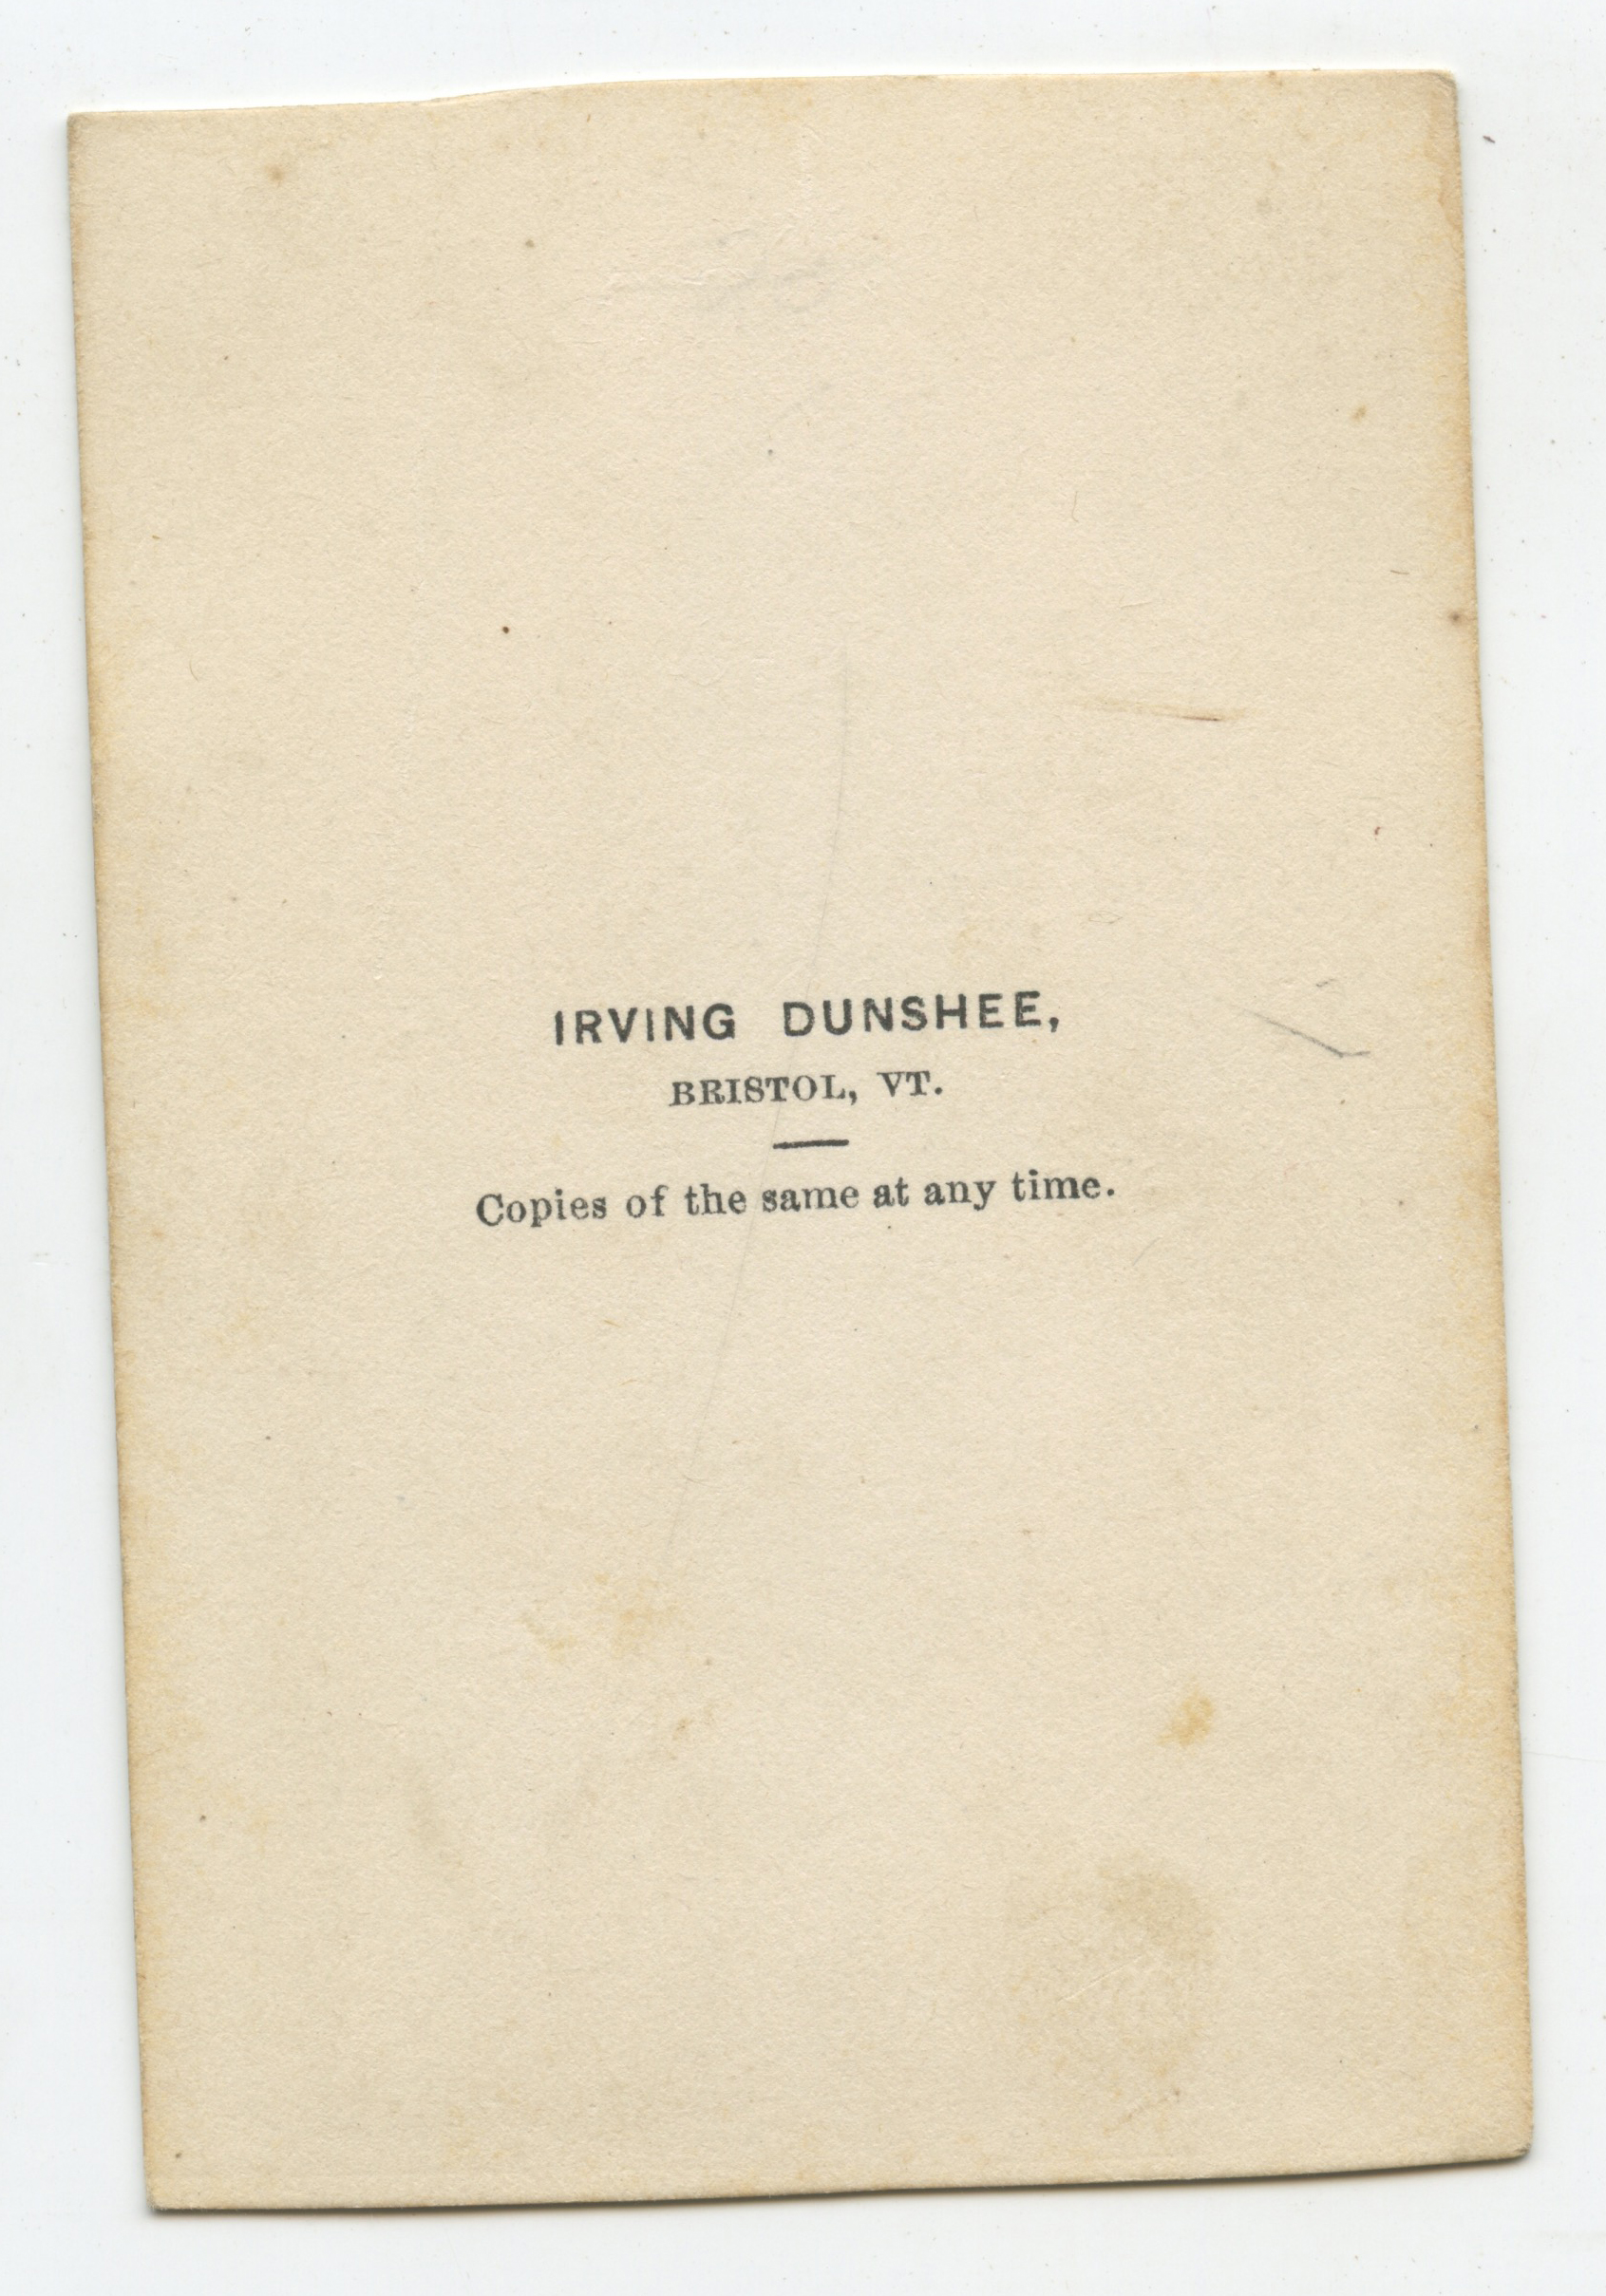 IRVING DUNSHEE,
BRISTOL, VT.
Copies of the same at any time.